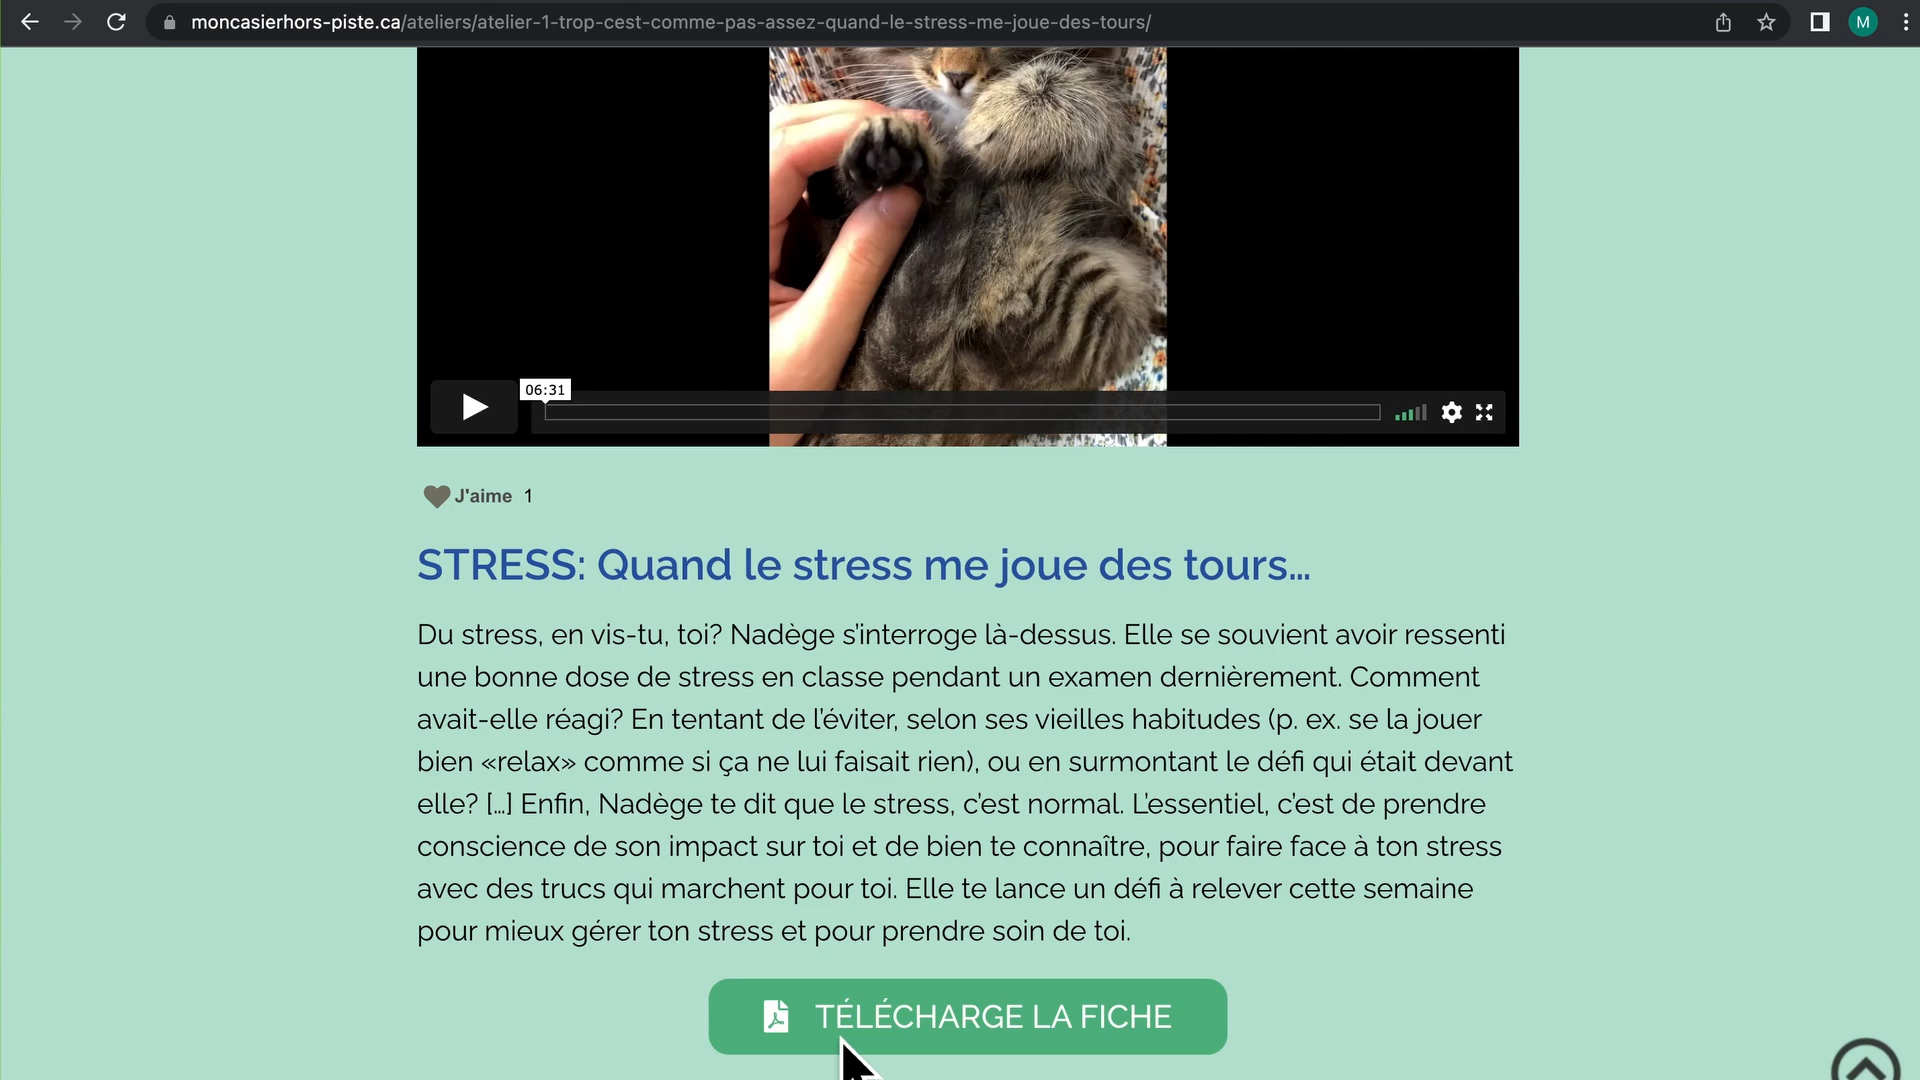 moncasierhors-piste.ca/ateliers/atelier-1-trop-cest-comme-pas-assez-quand-le-stress-me-joue-des-tours/
M
06:31
J'aime 1
STRESS: Quand le stress me joue des tours...
Du stress, en vis-tu, toi? Nadège s'interroge là-dessus. Elle se souvient avoir ressenti
une bonne dose de stress en classe pendant un examen dernièrement. Comment
avait-elle réagi? En tentant de l'éviter, selon ses vieilles habitudes (p. ex. se la jouer
bien «relax» comme si ça ne lui faisait rien), ou en surmontant le défi qui était devant
elle? [...] Enfin, Nadège te dit que le stress, c'est normal. L'essentiel, c'est de prendre
conscience de son impact sur toi et de bien te connaître, pour faire face à ton stress
avec des trucs qui marchent pour toi. Elle te lance un défi à relever cette semaine
pour mieux gérer ton stress et pour prendre soin de toi.
TÉLÉCHARGE LA FICHE